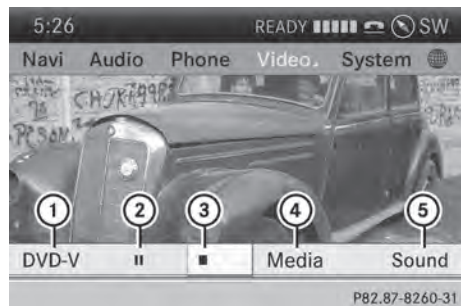 5:26 READY SW
Navi Audio Phone Video System
1 2 3 4 5
DVD-V Media Sound
P82.87-8260-31